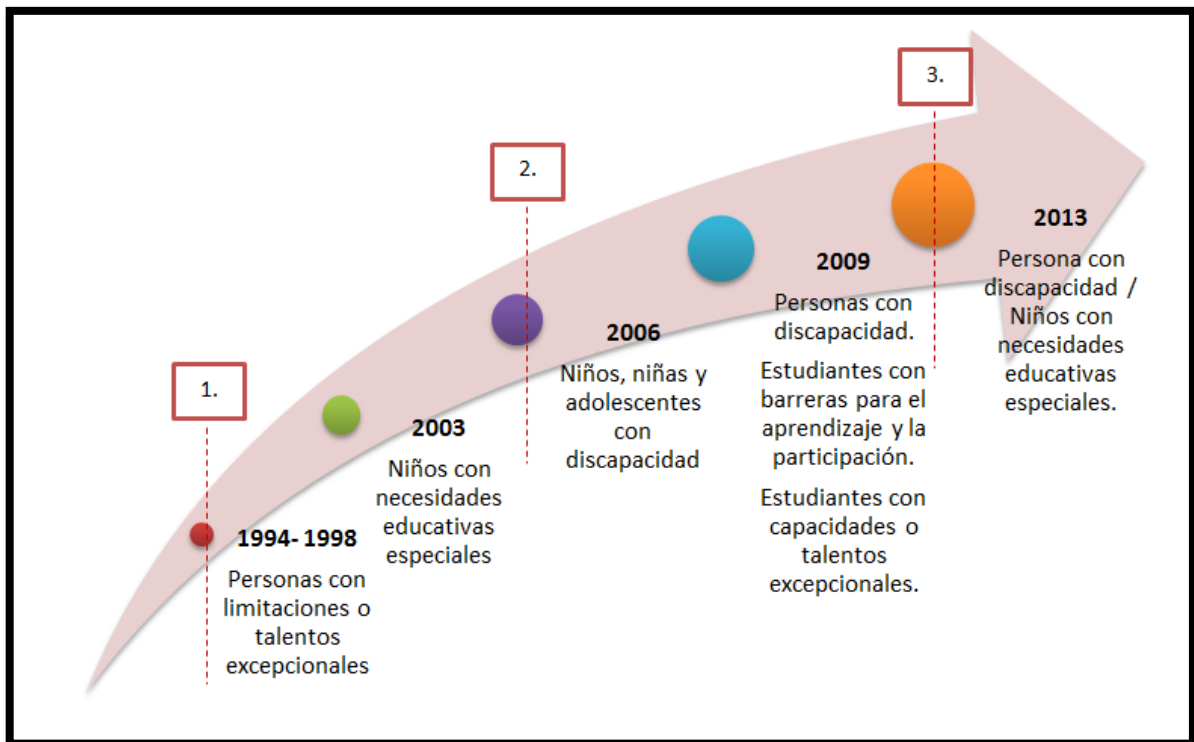 1.
1994- 1998
Personas con
limitaciones o
talentos
excepcionales
2003
Niños con
necesidades
educativas
especiales
2.
2006
Niños, niñas y
adolescentes
con
discapacidad
2009
Personas con
discapacidad.
Estudiantes con
barreras para el
aprendizaje y la
participación.
Estudiantes con
capacidades o
talentos
excepcionales.
3.
2013
Persona con
discapacidad /
Niños con
necesidades
educativas
especiales.